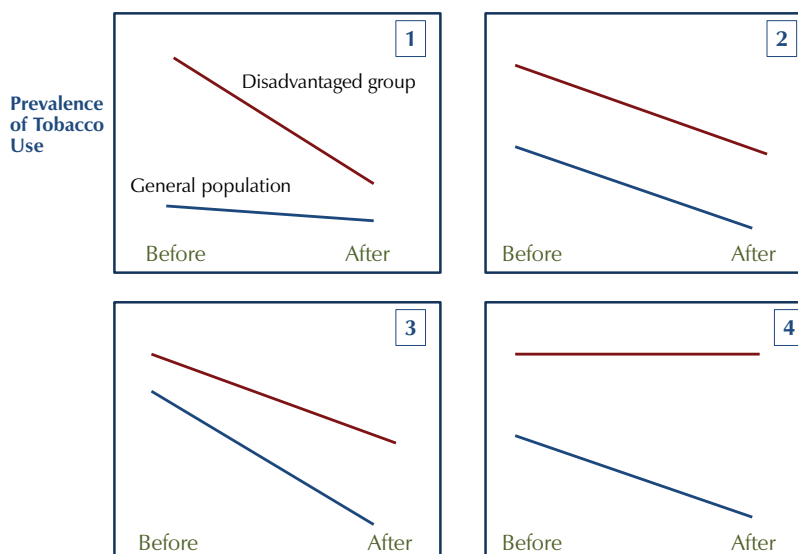 1
2
Disadvantaged group
Prevalence
of Tobacco
Use
General population
Before
After
Before
After
3
4
Before
After
Before
After